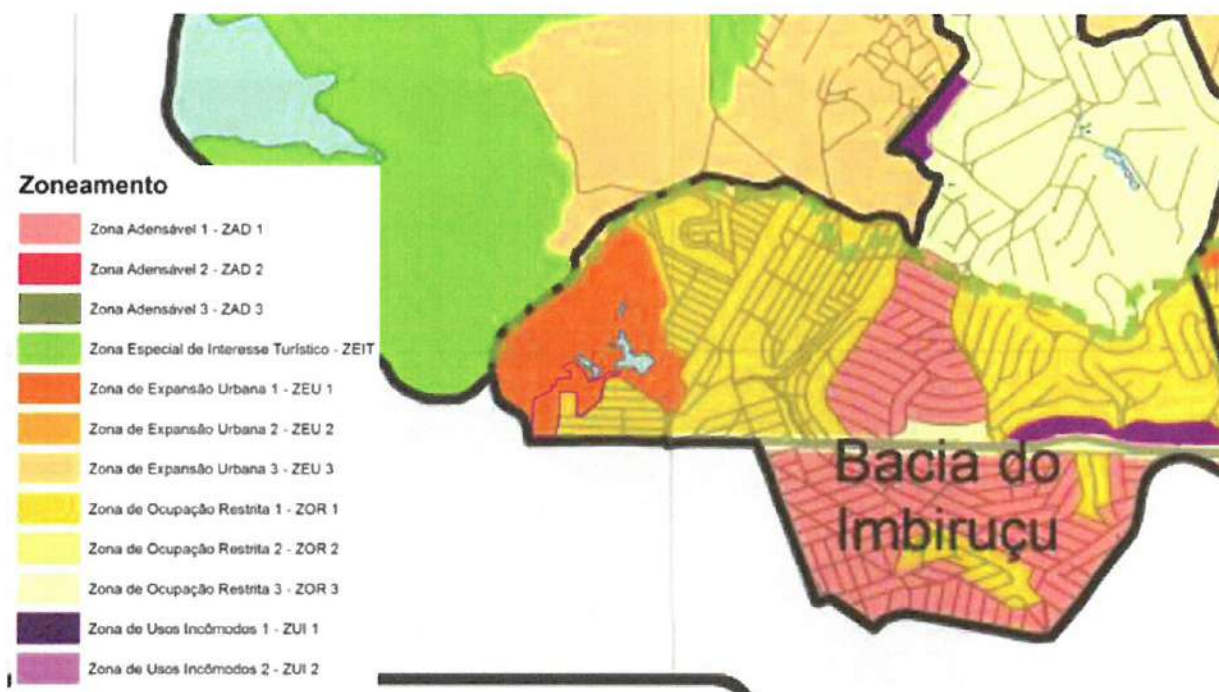 Zoneamento
Zona Adensável 1 - ZAD 1
Zona Adensável 2 - ZAD 2
Zona Adensável 3 - ZAD 3
Zona Especial de Interesse Turístico - ZEIT
Zona de Expansão Urbana 1 - ZEU 1
Zona de Expansão Urbana 2 - ZEU 2
Zona de Expansão Urbana 3 - ZEU 3
Zona de Ocupação Restrita 1 - ZOR 1
Zona de Ocupação Restrita 2 - ZOR 2
Zona de Ocupação Restrita 3 - ZOR 3
Zona de Usos Incômodos 1 - ZUI 1
Zona de Usos Incômodos 2 - ZUI 2
Bacia do
Imbiruçu